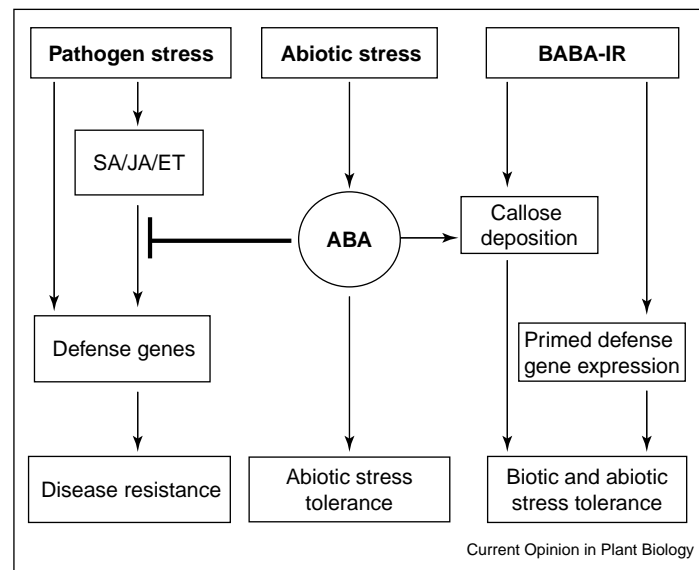 Pathogen stress
Abiotic stress
BABA-IR
SA/JA/ET
ABA
Callose
deposition
Defense genes
Primed defense
gene expression
Disease resistance
Abiotic stress
tolerance
Biotic and abiotic
stress tolerance
Current Opinion in Plant Biology